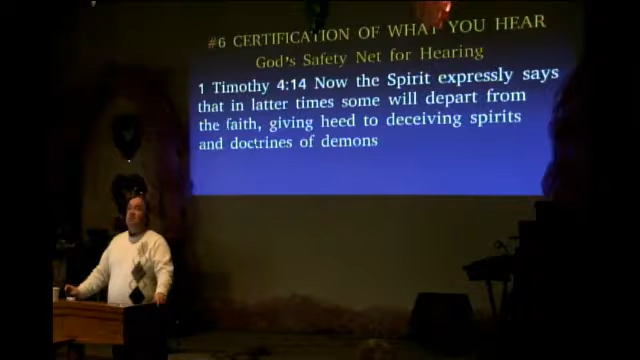 #6 CERTIFICATION OF WHAT YOU HEAR
God's Safety Net for Hearing
1 Timothy 4:14 Now the Spirit expressly says
that in latter times some will depart from
the faith, giving heed to deceiving spirits
and doctrines of demons